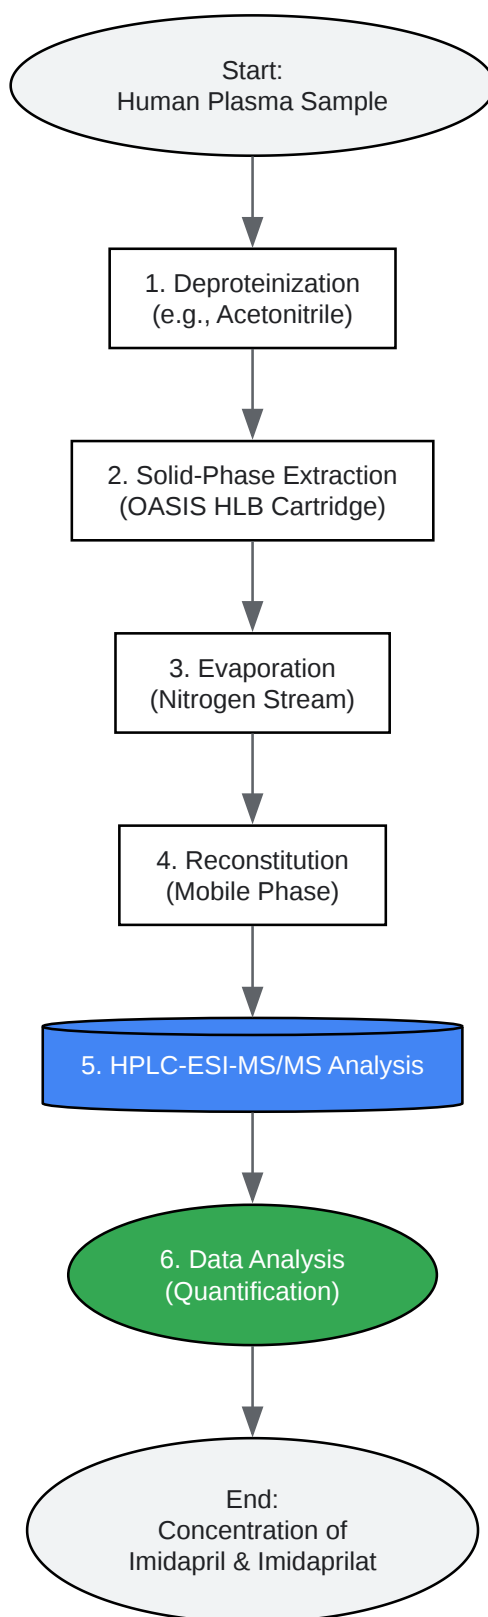 Start:
Human Plasma Sample
1. Deproteinization
(e.g., Acetonitrile)
2. Solid-Phase Extraction
(OASIS HLB Cartridge)
3. Evaporation
(Nitrogen Stream)
4. Reconstitution
(Mobile Phase)
5. HPLC-ESI-MS/MS Analysis
6. Data Analysis
(Quantification)
End:
Concentration of
Imidapril & Imidaprilat